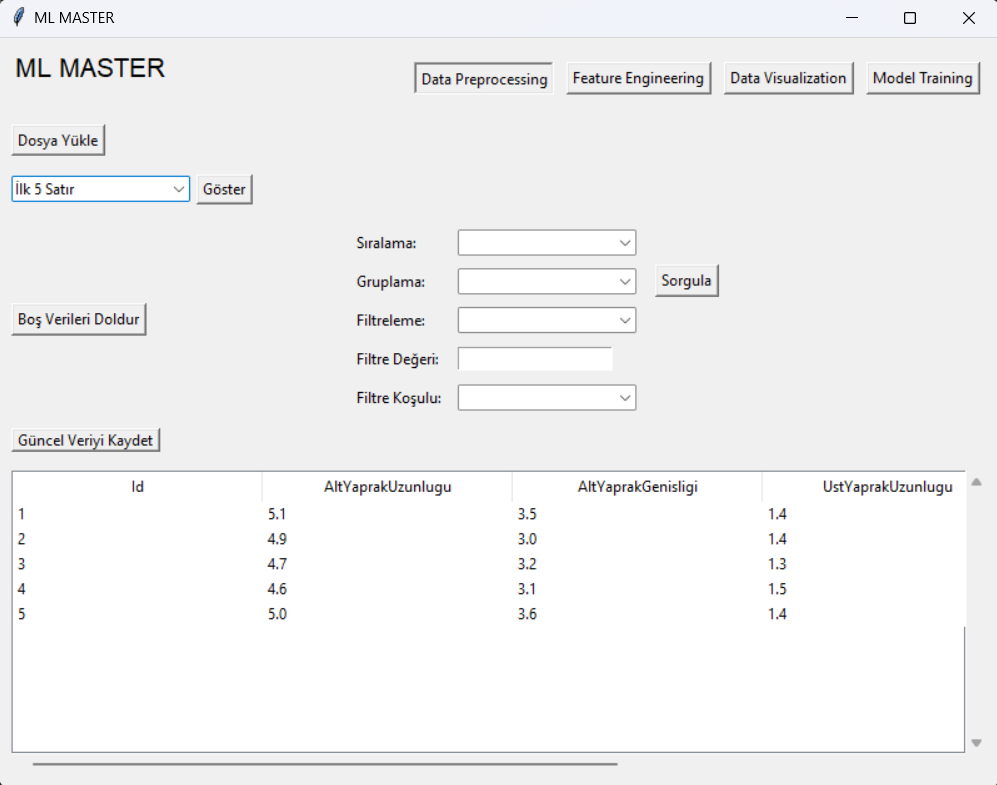 ML MASTER
ML MASTER
Data Preprocessing Feature Engineering Data Visualization Model Training
Dosya Yükle
İlk 5 Satır Göster
Sıralama:
Gruplama: Sorgula
Boş Verileri Doldur Filtreleme:
Filtre Değeri:
Filtre Koşulu:
Güncel Veriyi Kaydet
Id AltYaprakUzunlugu AltYaprakGenisligi UstYaprakUzunlugu
1 5.1 3.5 1.4
2 4.9 3.0 1.4
3 4.7 3.2 1.3
4 4.6 3.1 1.5
5 5.0 3.6 1.4